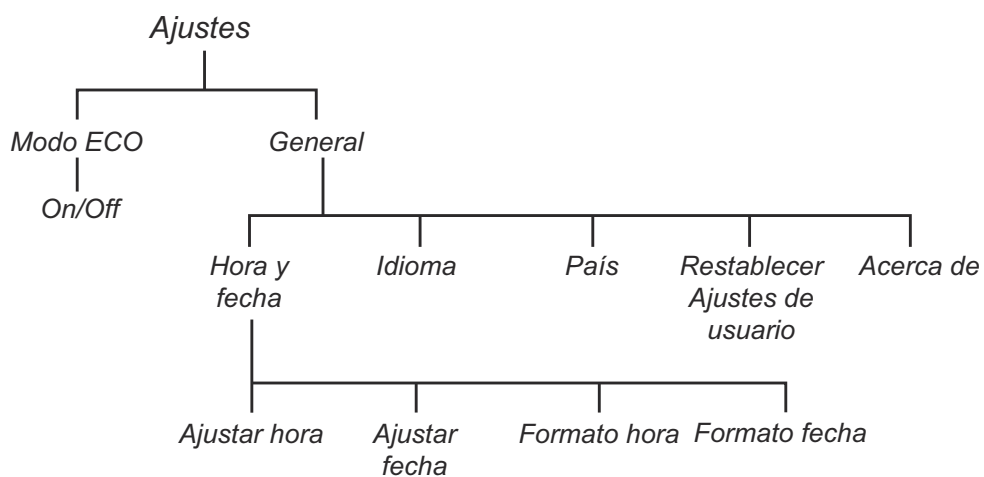 Ajustes
Modo ECO
General
On/Off
Hora y
fecha
Idioma
País
Restablecer
Ajustes de
usuario
Acerca de
Ajustar hora
Ajustar
fecha
Formato hora
Formato fecha